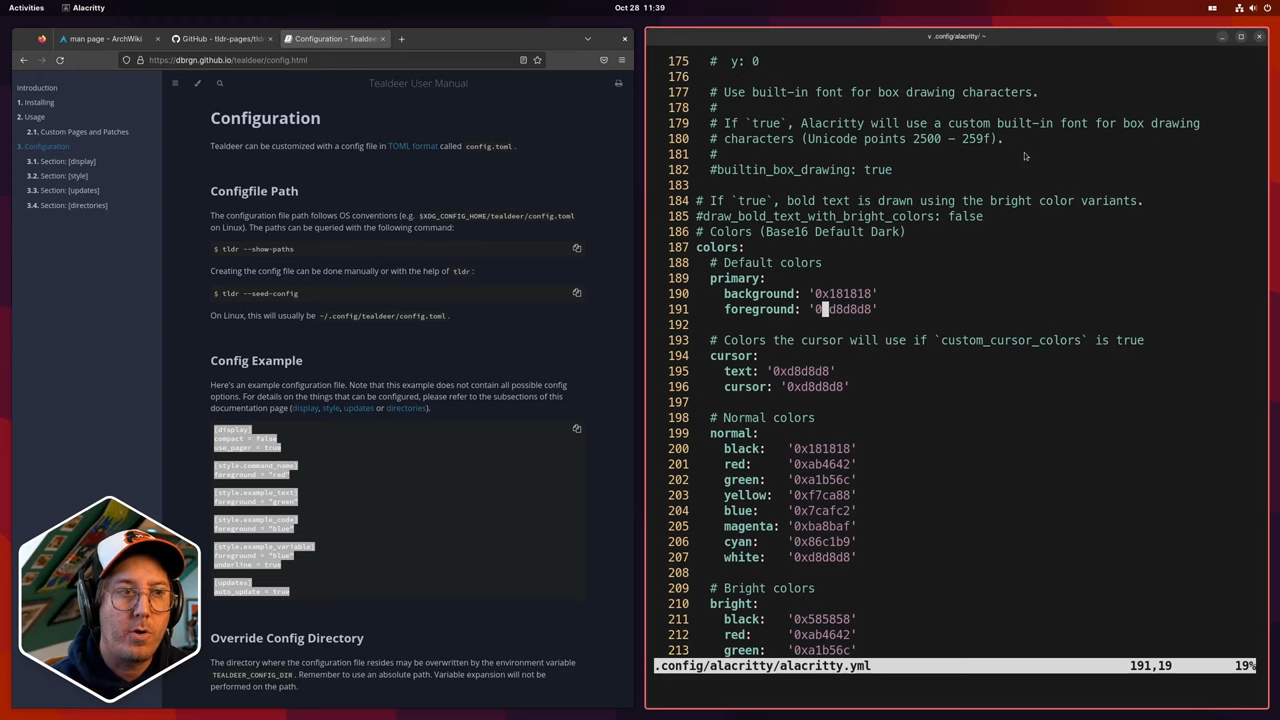 Activities
Alacritty
Oct 28 11:39
man page - ArchWiki
GitHub - tldr-pages/tld
Configuration - Tealdee
https://dbrgn.github.io/tealdeer/config.html
Introduction
1. Installing
2. Usage
2.1. Custom Pages and Patches
3. Configuration
3.1. Section: [display]
3.2. Section: [style]
3.3. Section: [updates]
3.4. Section: [directories]
Tealdeer User Manual
Configuration
Tealdeer can be customized with a config file in TOML format called config.toml.
Configfile Path
The configuration file path follows OS conventions (e.g. $XDG_CONFIG_HOME/tealdeer/config.toml
on Linux). The paths can be queried with the following command:
$ tldr --show-paths
Creating the config file can be done manually or with the help of tldr:
$ tldr --seed-config
On Linux, this will usually be ~/.config/tealdeer/config.toml.
Config Example
Here's an example configuration file. Note that this example does not contain all possible config
options. For details on the things that can be configured, please refer to the subsections of this
documentation page (display, style, updates or directories).
[display]
compact = false
use_pager = true
[style.command_name]
foreground = "red"
[style.example_text]
foreground = "green"
[style.example_code]
foreground = "blue"
[style.example_variable]
foreground = "blue"
underline = true
[updates]
auto_update = true
Override Config Directory
The directory where the configuration file resides may be overwritten by the environment variable
TEALDEER_CONFIG_DIR. Remember to use an absolute path. Variable expansion will not be
performed on the path.
v .config/alacritty/ ~
175 #  y: 0
176
177 # Use built-in font for box drawing characters.
178 #
179 # If `true`, Alacritty will use a custom built-in font for box drawing
180 # characters (Unicode points 2500 - 259f).
181 #
182 #builtin_box_drawing: true
183
184 # If `true`, bold text is drawn using the bright color variants.
185 #draw_bold_text_with_bright_colors: false
186 # Colors (Base16 Default Dark)
187 colors:
188 # Default colors
189 primary:
190 background: '0x181818'
191 foreground: '0xd8d8d8'
192
193 # Colors the cursor will use if `custom_cursor_colors` is true
194 cursor:
195 text: '0xd8d8d8'
196 cursor: '0xd8d8d8'
197
198 # Normal colors
199 normal:
200 black:   '0x181818'
201 red:     '0xab4642'
202 green:   '0xa1b56c'
203 yellow:  '0xf7ca88'
204 blue:    '0x7cafc2'
205 magenta: '0xba8baf'
206 cyan:    '0x86c1b9'
207 white:   '0xd8d8d8'
208
209 # Bright colors
210 bright:
211 black:   '0x585858'
212 red:     '0xab4642'
213 green:   '0xa1b56c'
.config/alacritty/alacritty.yml 191,19 19%